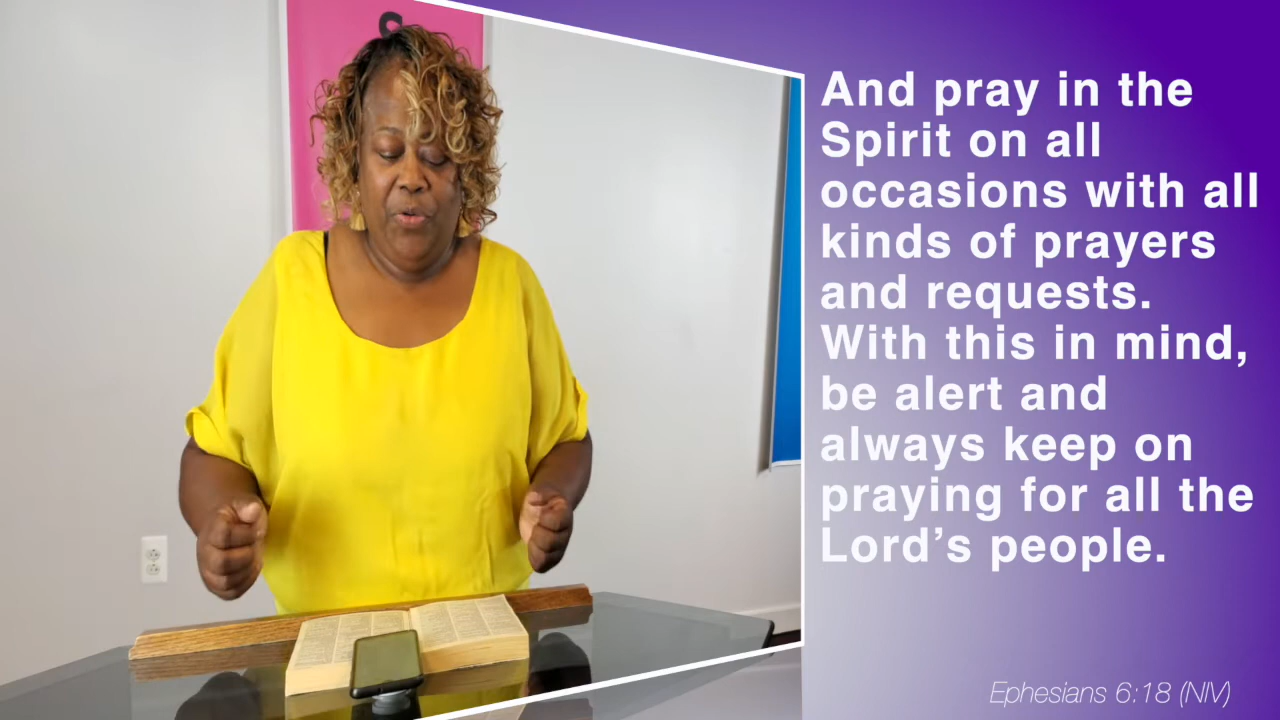 S
And pray in the
Spirit on all
occasions with all
kinds of prayers
and requests.
With this in mind,
be alert and
always keep on
praying for all the
Lord’s people.
Ephesians 6:18 (NIV)